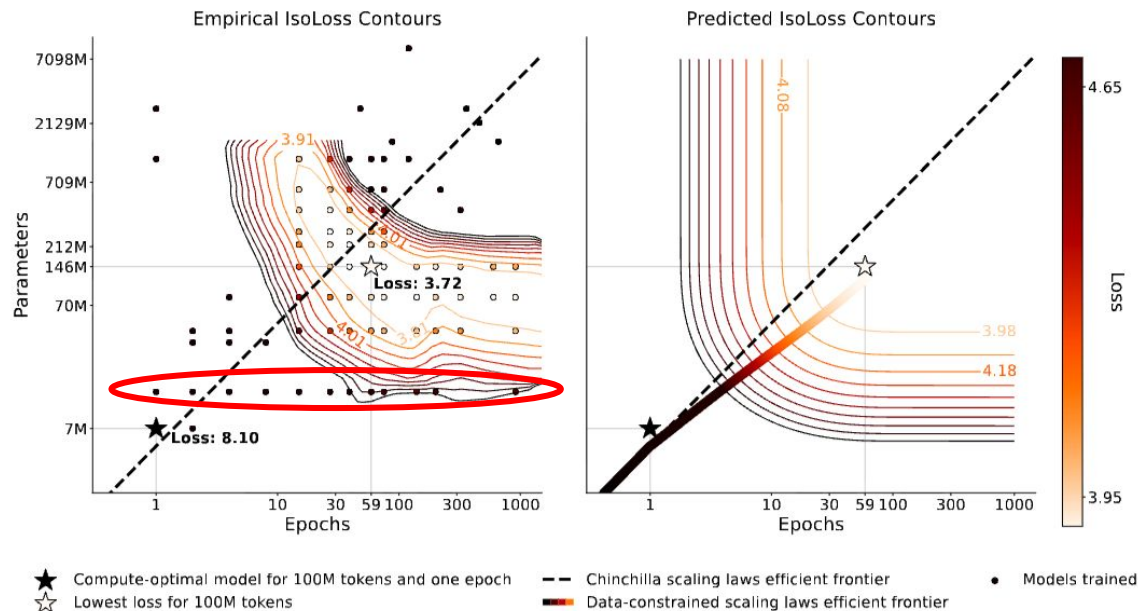 Empirical IsoLoss Contours
Predicted IsoLoss Contours
7098M
2129M
709M
212M
146M
70M
7M
Parameters
3.91
4.01
Loss: 3.72
4.01
Loss: 8.10
1
10
30
59
100
300
1000
Epochs
4.08
3.98
4.18
1
10
30
59
100
300
1000
Epochs
4.65
Loss
3.95
Compute-optimal model for 100M tokens and one epoch
Lowest loss for 100M tokens
Chinchilla scaling laws efficient frontier
Data-constrained scaling laws efficient frontier
Models trained